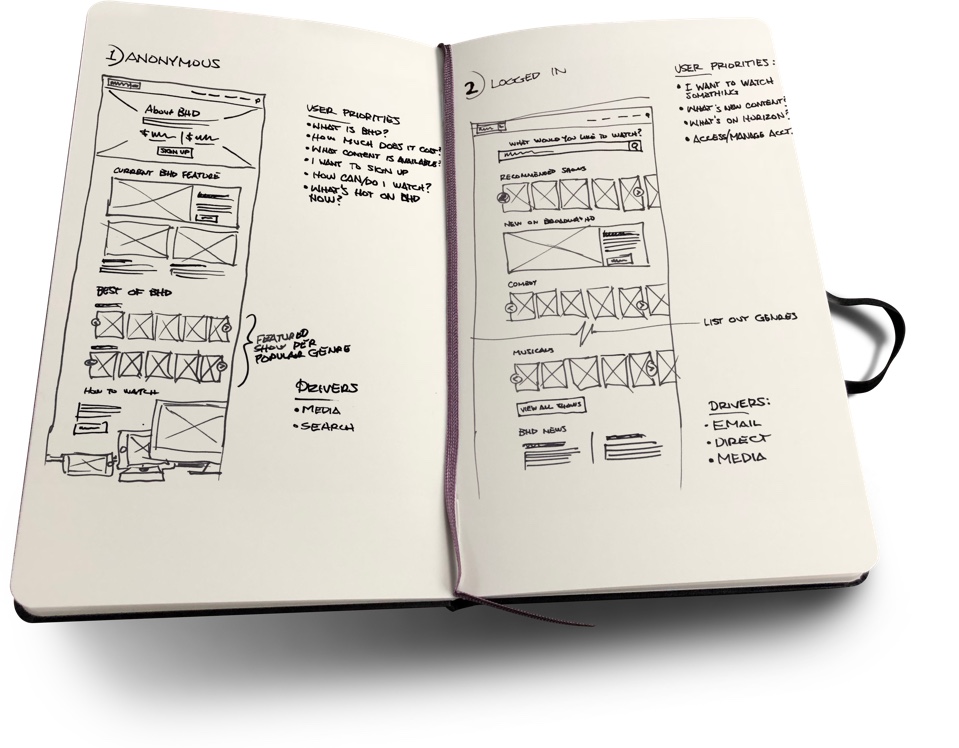 1) ANONYMOUS
About BHD
$ | $
SIGN UP
CURRENT BHD FEATURE
BEST OF BHD
HOW TO WATCH
USER PRIORITIES
• WHAT IS BHD?
• HOW MUCH DOES IT COST?
• WHAT CONTENT IS AVAILABLE?
• I WANT TO SIGN UP
• HOW CAN/DO I WATCH?
• WHAT'S HOT ON BHD
NOW?
FEATURED
SHOW PER
POPULAR GENRE
DRIVERS
• MEDIA
• SEARCH
2) LOGGED IN
WHAT WOULD YOU LIKE TO WATCH?
RECOMMENDED SHOWS
NEW ON BROADWAY HD
COMEDY
MUSICALS
VIEW ALL SHOWS
BHD NEWS
USER PRIORITIES:
• I WANT TO WATCH
SOMETHING
• WHAT'S NEW CONTENT?
• WHAT'S ON HORIZON?
• ACCESS/MANAGE ACCT.
LIST OUT GENRES
DRIVERS:
• EMAIL
• DIRECT
• MEDIA